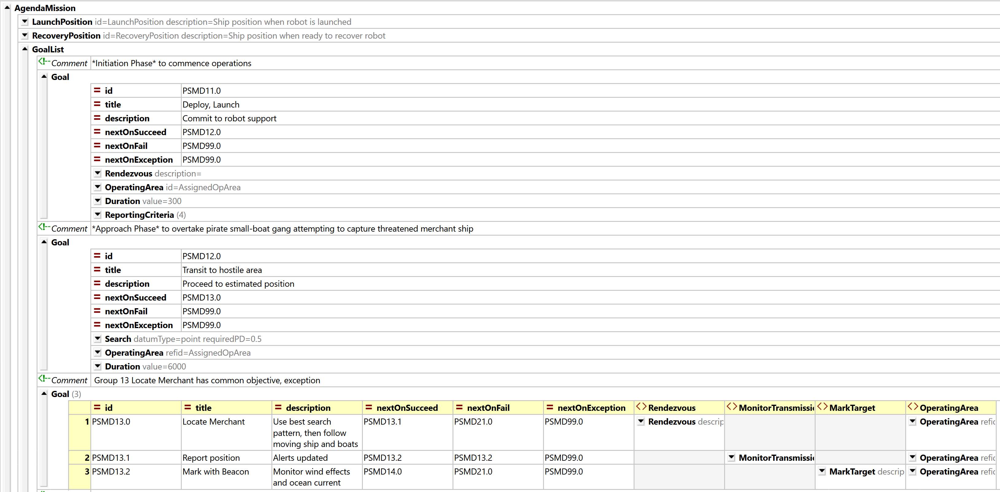 AgendaMission
LaunchPosition id=LaunchPosition description=Ship position when robot is launched
RecoveryPosition id=RecoveryPosition description=Ship position when ready to recover robot
GoalList
<!-- Comment *Initiation Phase* to commence operations
Goal
= id PSMD11.0
= title Deploy, Launch
= description Commit to robot support
= nextOnSucceed PSMD12.0
= nextOnFail PSMD99.0
= nextOnException PSMD99.0
Rendezvous description=
OperatingArea id=AssignedOpArea
Duration value=300
ReportingCriteria (4)
<!-- Comment *Approach Phase* to overtake pirate small-boat gang attempting to capture threatened merchant ship
Goal
= id PSMD12.0
= title Transit to hostile area
= description Proceed to estimated position
= nextOnSucceed PSMD13.0
= nextOnFail PSMD99.0
= nextOnException PSMD99.0
Search datumType=point requiredPD=0.5
OperatingArea refid=AssignedOpArea
Duration value=6000
<!-- Comment Group 13 Locate Merchant has common objective, exception
Goal (3)
= id = title = description = nextOnSucceed = nextOnFail = nextOnException <> Rendezvous <> MonitorTransmissi <> MarkTarget <> OperatingArea
1 PSMD13.0 Locate Merchant Use best search PSMD13.1 PSMD21.0 PSMD99.0 Rendezvous descrip OperatingArea refid
pattern, then follow
moving ship and boats
2 PSMD13.1 Report position Alerts updated PSMD13.2 PSMD13.2 PSMD99.0 MonitorTransmissi OperatingArea refid
3 PSMD13.2 Mark with Beacon Monitor wind effects PSMD14.0 PSMD21.0 PSMD99.0 MarkTarget descrip OperatingArea refid
and ocean current